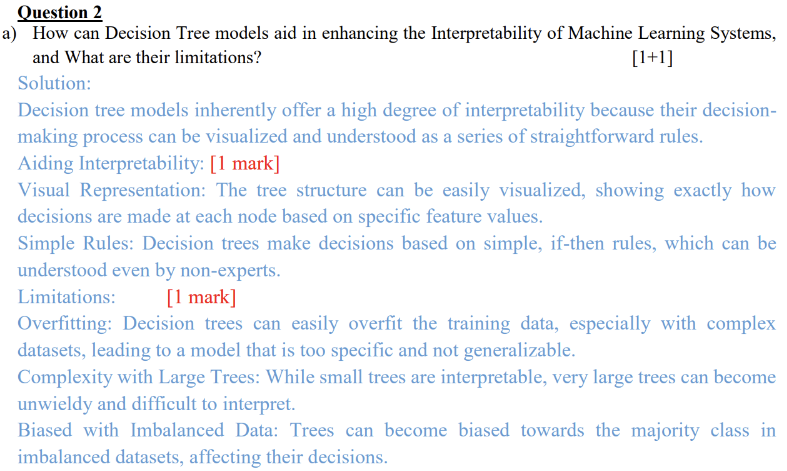 Question 2
a) How can Decision Tree models aid in enhancing the Interpretability of Machine Learning Systems,
and What are their limitations? [1+1]
Solution:
Decision tree models inherently offer a high degree of interpretability because their decision-
making process can be visualized and understood as a series of straightforward rules.
Aiding Interpretability: [1 mark]
Visual Representation: The tree structure can be easily visualized, showing exactly how
decisions are made at each node based on specific feature values.
Simple Rules: Decision trees make decisions based on simple, if-then rules, which can be
understood even by non-experts.
Limitations: [1 mark]
Overfitting: Decision trees can easily overfit the training data, especially with complex
datasets, leading to a model that is too specific and not generalizable.
Complexity with Large Trees: While small trees are interpretable, very large trees can become
unwieldy and difficult to interpret.
Biased with Imbalanced Data: Trees can become biased towards the majority class in
imbalanced datasets, affecting their decisions.